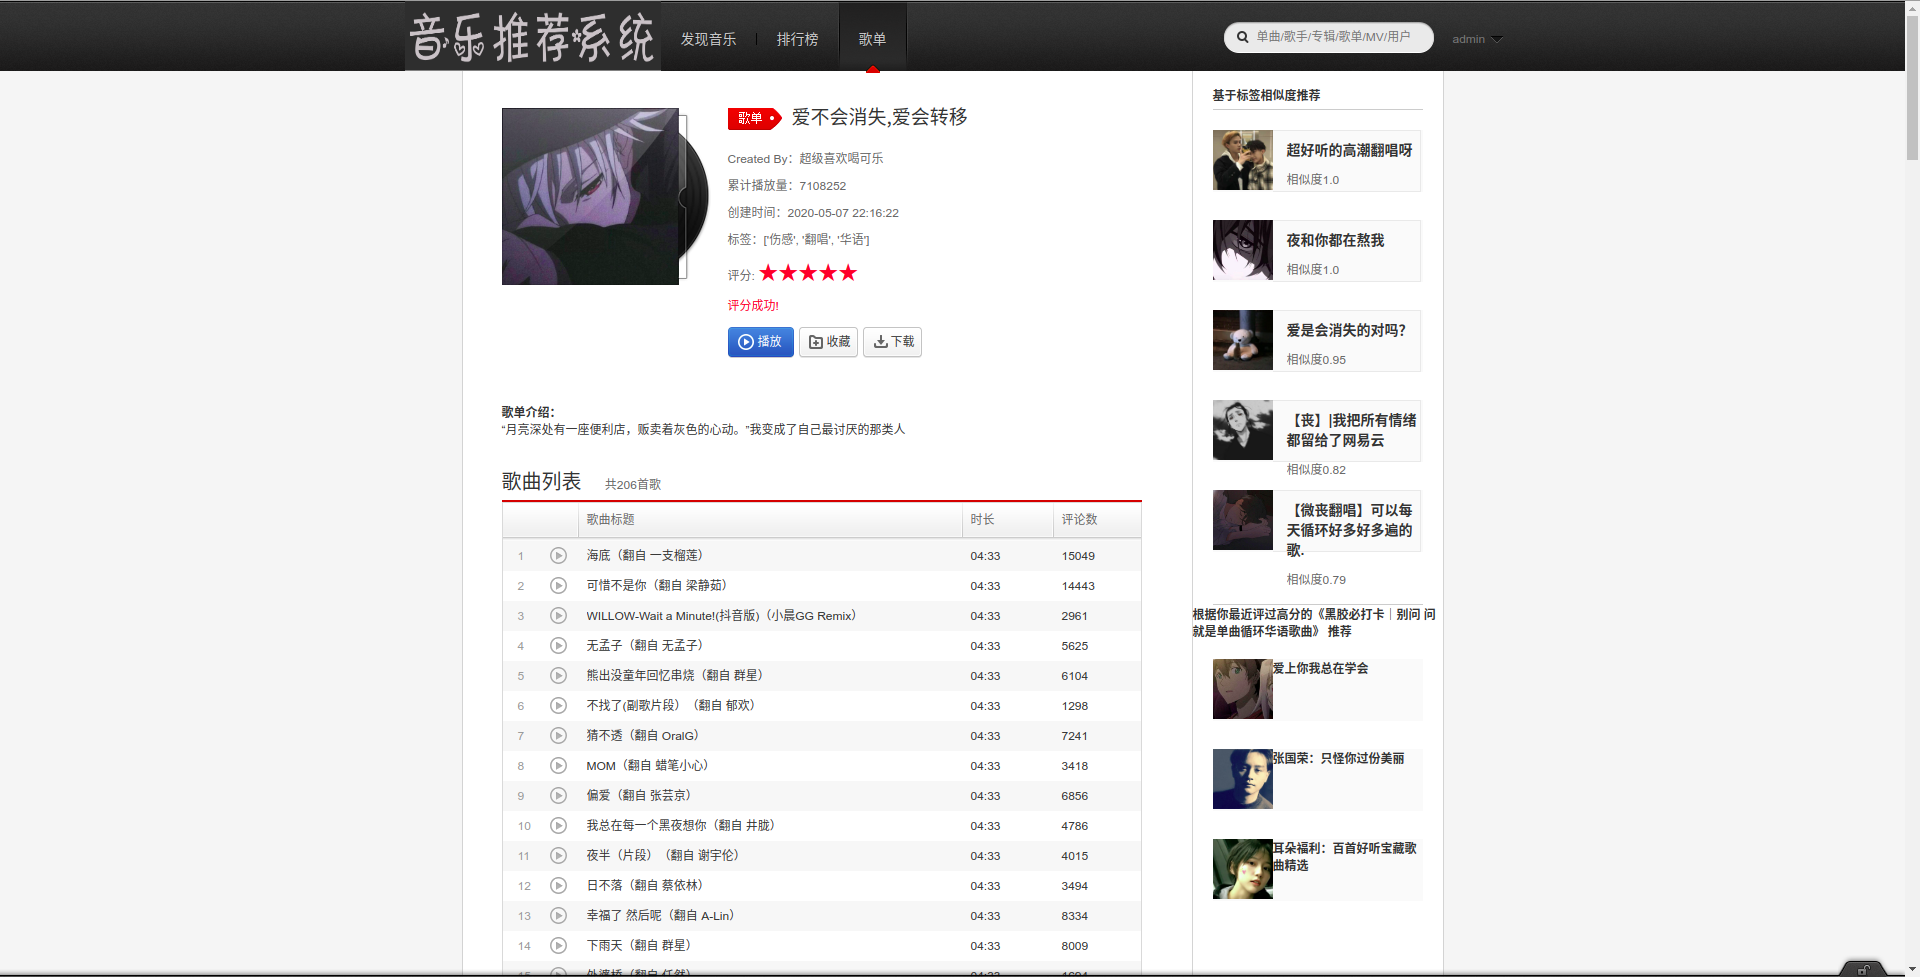 音乐推荐系统
发现音乐
排行榜
歌单
单曲/歌手/专辑/歌单/MV/用户
admin
歌单
爱不会消失,爱会转移
Created By：超级喜欢喝可乐
累计播放量：7108252
创建时间：2020-05-07 22:16:22
标签：['伤感', '翻唱', '华语']
评分: ★★★★★
评分成功!
播放
收藏
下载
歌单介绍：
“月亮深处有一座便利店，贩卖着灰色的心动。”我变成了自己最讨厌的那类人
歌曲列表 共206首歌
歌曲标题 时长 评论数
1 海底（翻自 一支榴莲） 04:33 15049
2 可惜不是你（翻自 梁静茹） 04:33 14443
3 WILLOW-Wait a Minute!(抖音版)（小晨GG Remix） 04:33 2961
4 无孟子（翻自 无孟子） 04:33 5625
5 熊出没童年回忆串烧（翻自 群星） 04:33 6104
6 不找了(副歌片段）（翻自 郁欢） 04:33 1298
7 猜不透（翻自 OralG） 04:33 7241
8 MOM（翻自 蜡笔小心） 04:33 3418
9 偏爱（翻自 张芸京） 04:33 6856
10 我总在每一个黑夜想你（翻自 井胧） 04:33 4786
11 夜半（片段）（翻自 谢宇伦） 04:33 4015
12 日不落（翻自 蔡依林） 04:33 3494
13 幸福了 然后呢（翻自 A-Lin） 04:33 8334
14 下雨天（翻自 群星） 04:33 8009
15 外婆桥（翻自 任然） 04:33 1694
基于标签相似度推荐
超好听的高潮翻唱呀
相似度1.0
夜和你都在熬我
相似度1.0
爱是会消失的对吗？
相似度0.95
【丧】|我把所有情绪
都留给了网易云
相似度0.82
【微丧翻唱】可以每
天循环好多好多遍的
歌.
相似度0.79
根据你最近评过高分的《黑胶必打卡｜别问 问
就是单曲循环华语歌曲》 推荐
爱上你我总在学会
张国荣：只怪你过份美丽
耳朵福利：百首好听宝藏歌
曲精选